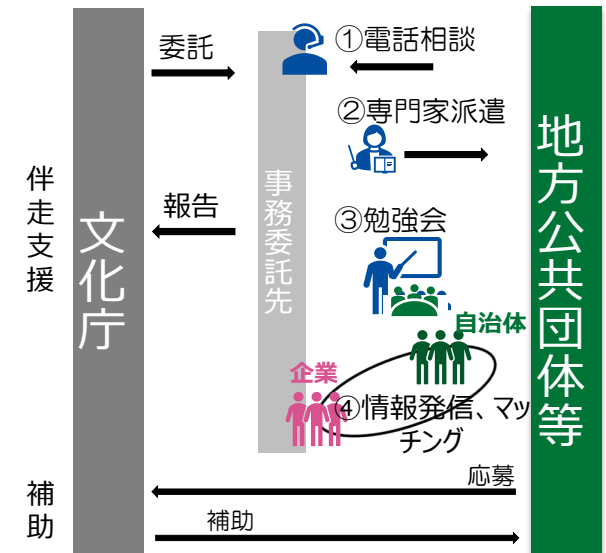 伴走支援
補助
文化庁
委託
報告
事務委託先
①電話相談
②専門家派遣
③勉強会
自治体
企業
④情報発信、マッ
チング
地方公共団体等
応募
補助